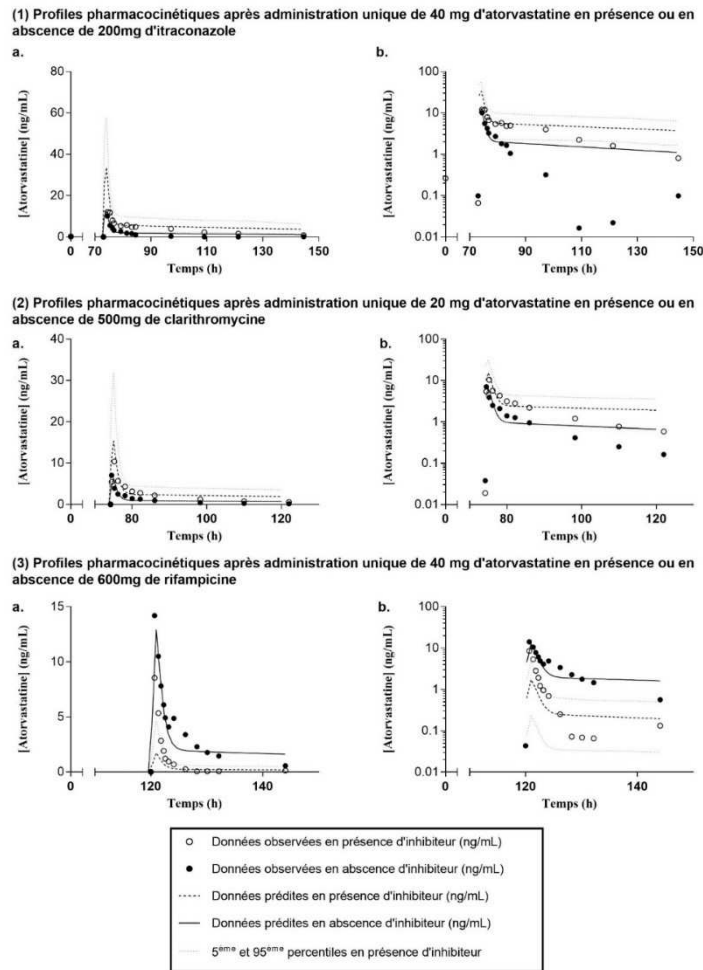 (1) Profiles pharmacocinétiques après administration unique de 40 mg d'atorvastatine en présence ou en
absence de 200mg d'itraconazole
a.
b.
[Atorvastatine] (ng/mL)
80
60
40
20
0
0
70
90
110
130
150
Temps (h)
[Atorvastatine] (ng/mL)
100
10
1
0.1
0.01
0
70
90
110
130
150
Temps (h)
(2) Profiles pharmacocinétiques après administration unique de 20 mg d'atorvastatine en présence ou en
absence de 500mg de clarithromycine
a.
b.
[Atorvastatine] (ng/mL)
40
30
20
10
0
0
80
100
120
Temps (h)
[Atorvastatine] (ng/mL)
100
10
1
0.1
0.01
0
80
100
120
Temps (h)
(3) Profiles pharmacocinétiques après administration unique de 40 mg d'atorvastatine en présence ou en
absence de 600mg de rifampicine
a.
b.
[Atorvastatine] (ng/mL)
15
10
5
0
0
120
140
Temps (h)
[Atorvastatine] (ng/mL)
100
10
1
0.1
0.01
0
120
140
Temps (h)
Données observées en présence d'inhibiteur (ng/mL)
Données observées en absence d'inhibiteur (ng/mL)
Données prédites en présence d'inhibiteur (ng/mL)
Données prédites en absence d'inhibiteur (ng/mL)
5ème et 95ème percentiles en présence d'inhibiteur